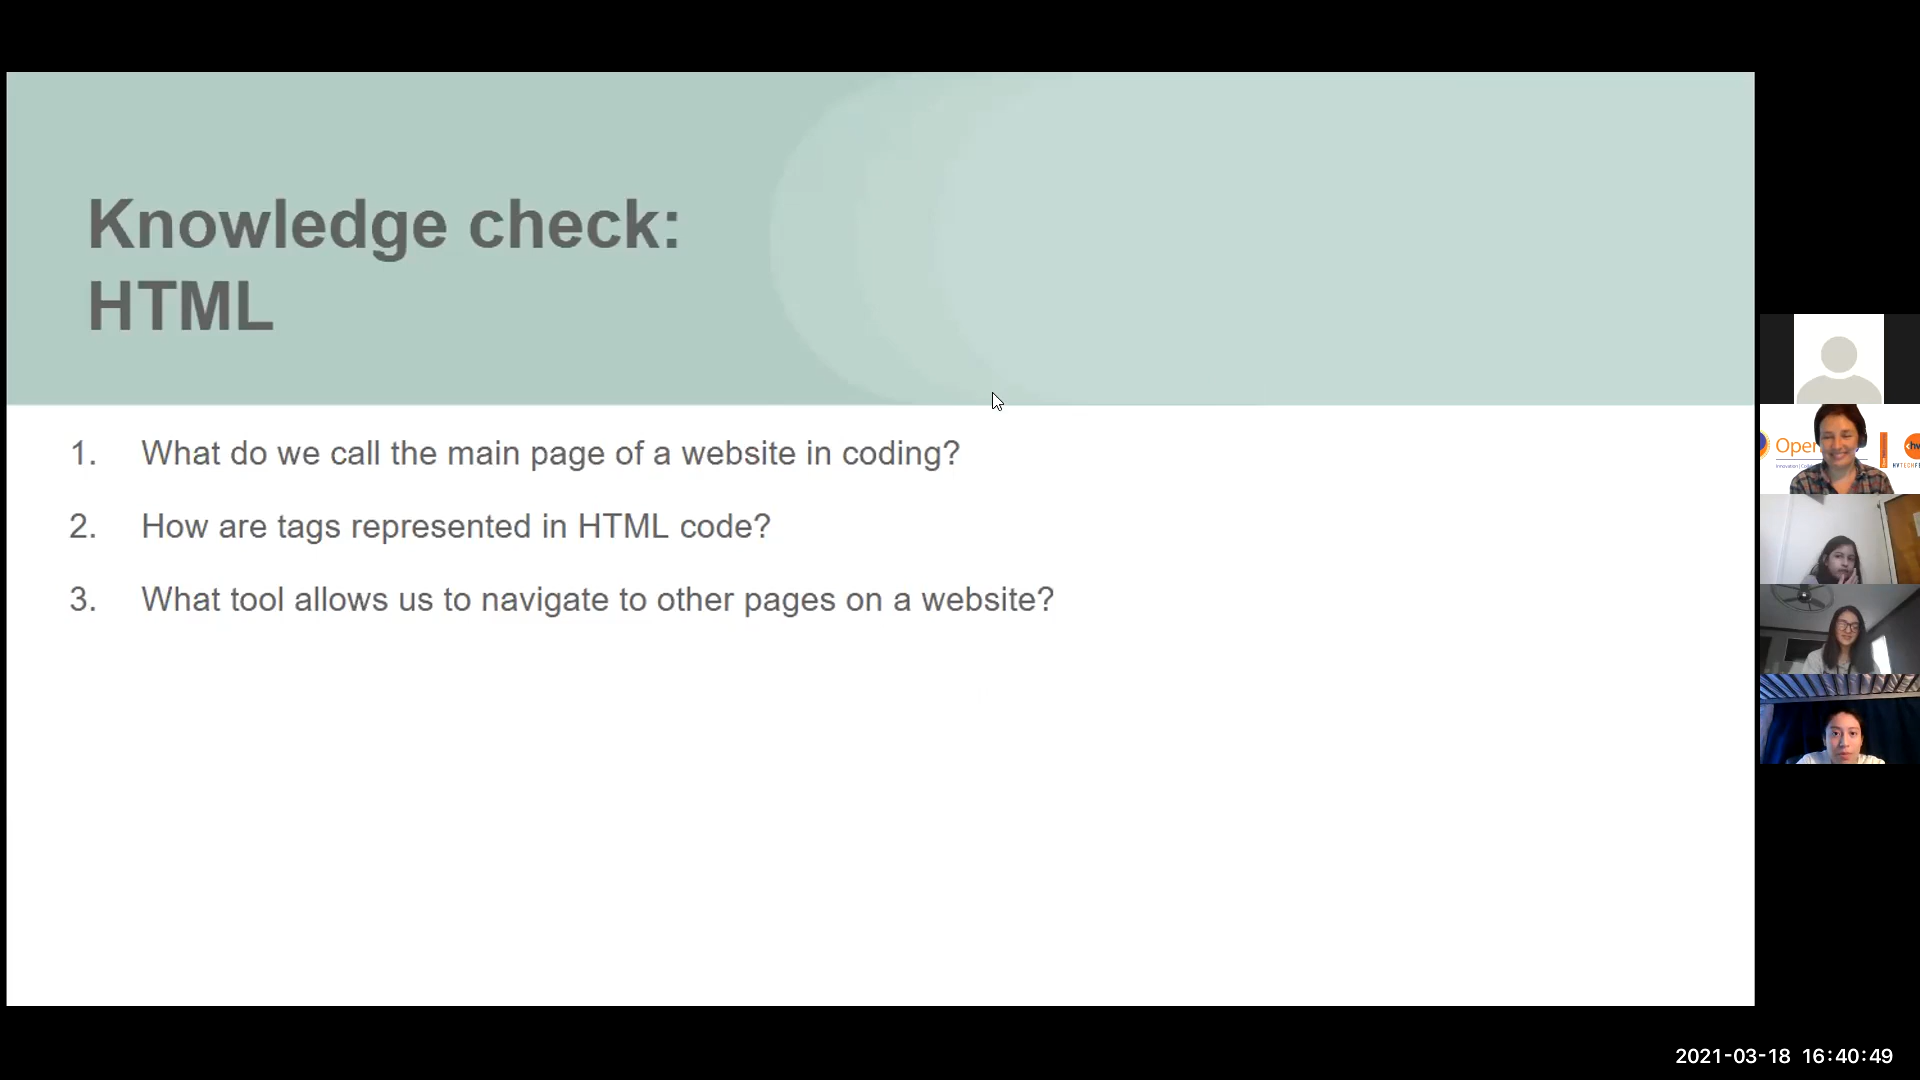 Knowledge check:
HTML
1. What do we call the main page of a website in coding?
2. How are tags represented in HTML code?
3. What tool allows us to navigate to other pages on a website?
Open
2021-03-18 16:40:49